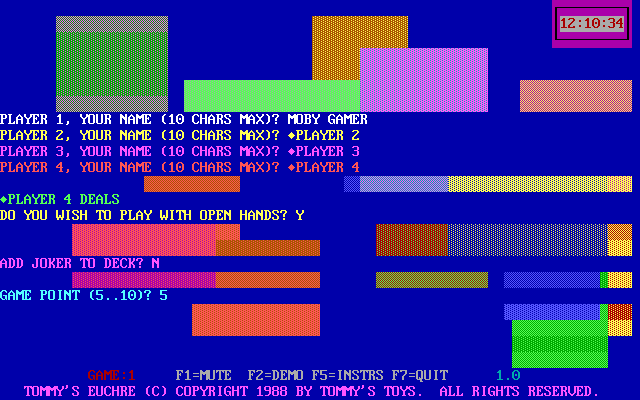 12:10:34
PLAYER 1, YOUR NAME (10 CHARS MAX)? MOBY GAMER
PLAYER 2, YOUR NAME (10 CHARS MAX)? ♦PLAYER 2
PLAYER 3, YOUR NAME (10 CHARS MAX)? ♦PLAYER 3
PLAYER 4, YOUR NAME (10 CHARS MAX)? ♦PLAYER 4
♦PLAYER 4 DEALS
DO YOU WISH TO PLAY WITH OPEN HANDS? Y
ADD JOKER TO DECK? N
GAME POINT (5..10)? 5
GAME:1 F1=MUTE F2=DEMO F5=INSTRS F7=QUIT 1.0
TOMMY'S EUCHRE (C) COPYRIGHT 1988 BY TOMMY'S TOYS. ALL RIGHTS RESERVED.